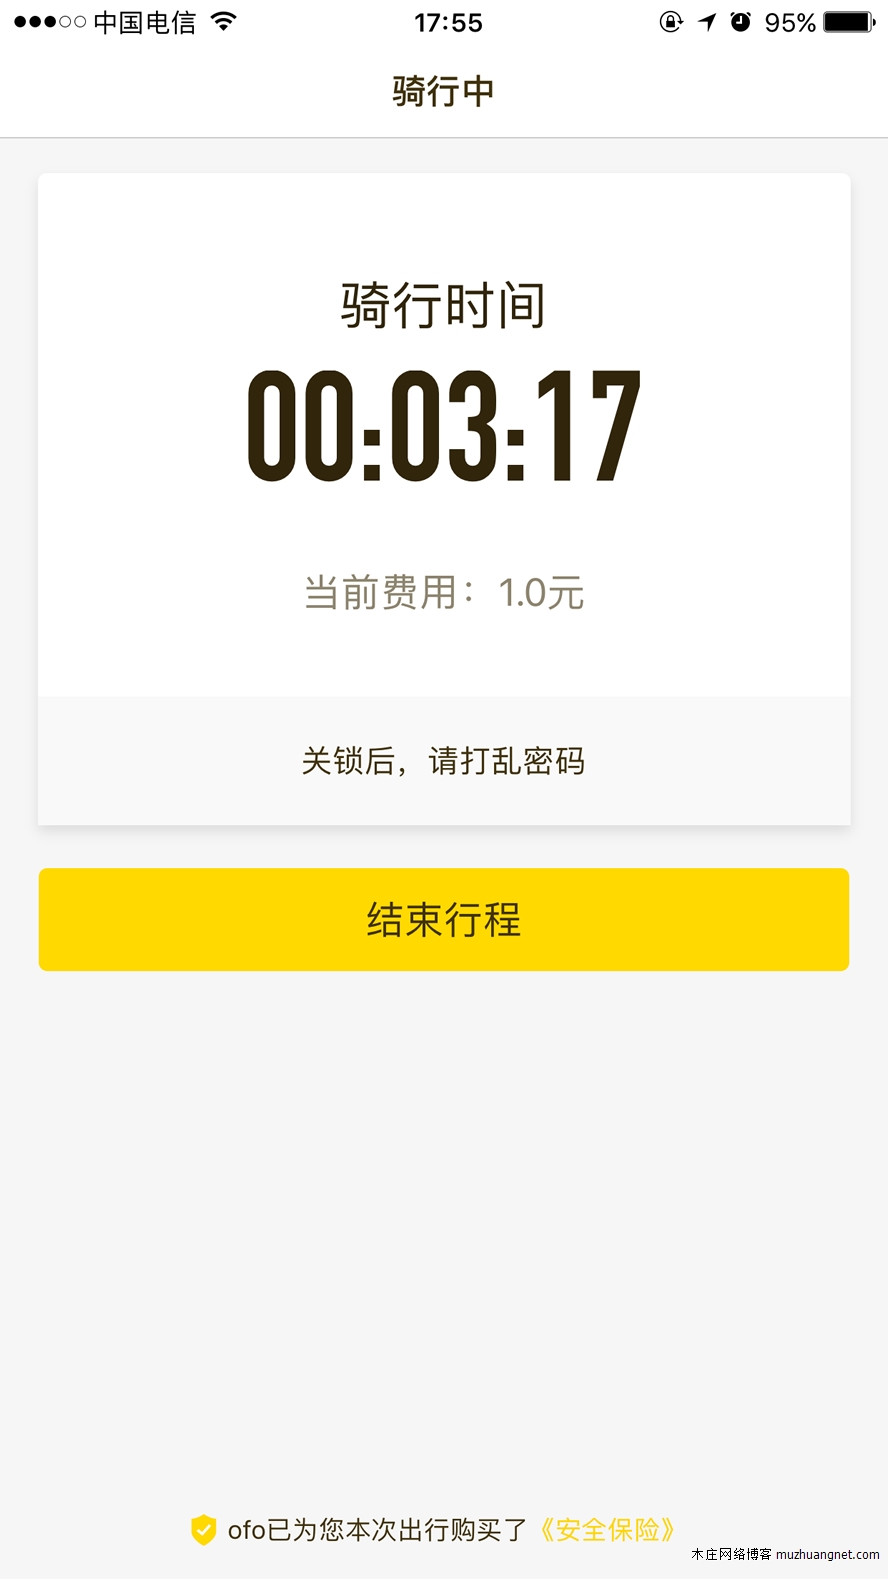 中国电信 17:55 95%
骑行中
骑行时间
00:03:17
当前费用：1.0元
关锁后，请打乱密码
结束行程
ofo已为您本次出行购买了《安全保险》
木庄网络博客 muzhuangnet.com